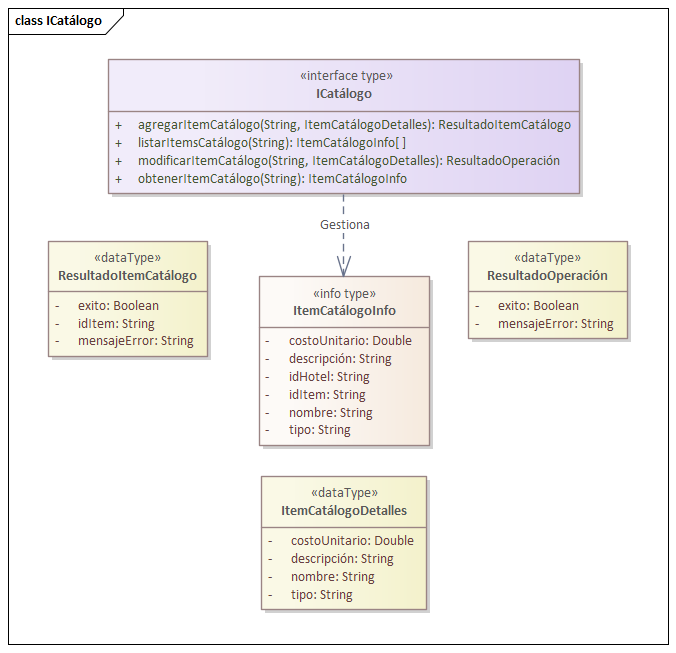 class ICatálogo
«interface type»
ICatálogo
+ agregarItemCatálogo(String, ItemCatálogoDetalles): ResultadoItemCatálogo
+ listarItemsCatálogo(String): ItemCatálogoInfo[ ]
+ modificarItemCatálogo(String, ItemCatálogoDetalles): ResultadoOperación
+ obtenerItemCatálogo(String): ItemCatálogoInfo
Gestiona
«dataType»
ResultadoItemCatálogo
- exito: Boolean
- idItem: String
- mensajeError: String
«info type»
ItemCatálogoInfo
- costoUnitario: Double
- descripción: String
- idHotel: String
- idItem: String
- nombre: String
- tipo: String
«dataType»
ResultadoOperación
- exito: Boolean
- mensajeError: String
«dataType»
ItemCatálogoDetalles
- costoUnitario: Double
- descripción: String
- nombre: String
- tipo: String